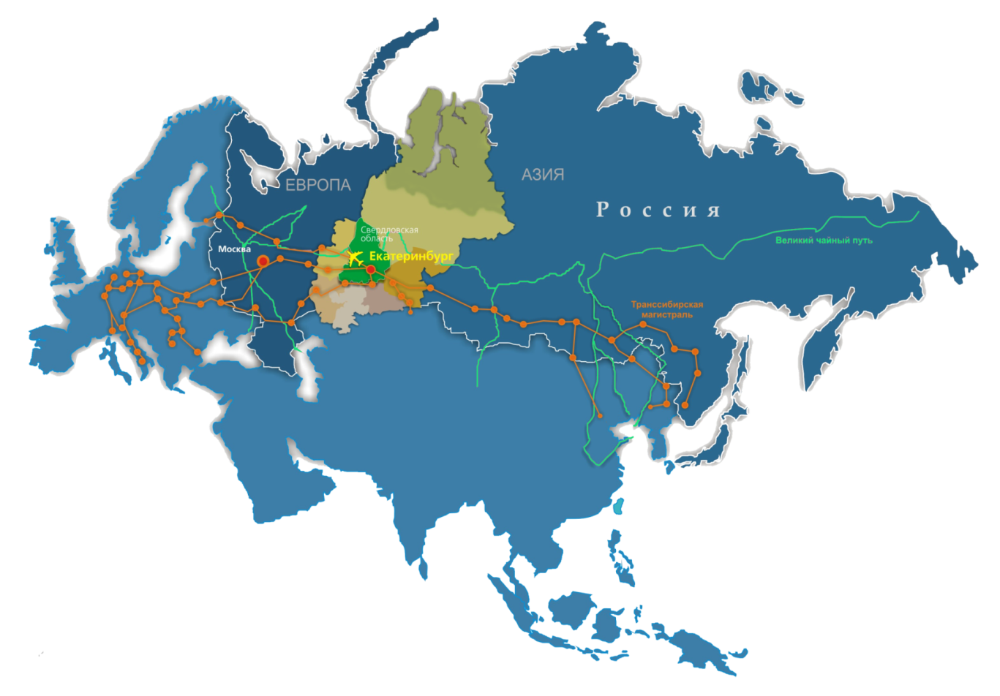 ЕВРОПА
АЗИЯ
Россия
Свердловская
область
Великий чайный путь
Москва
Екатеринбург
Транссибирская
магистраль